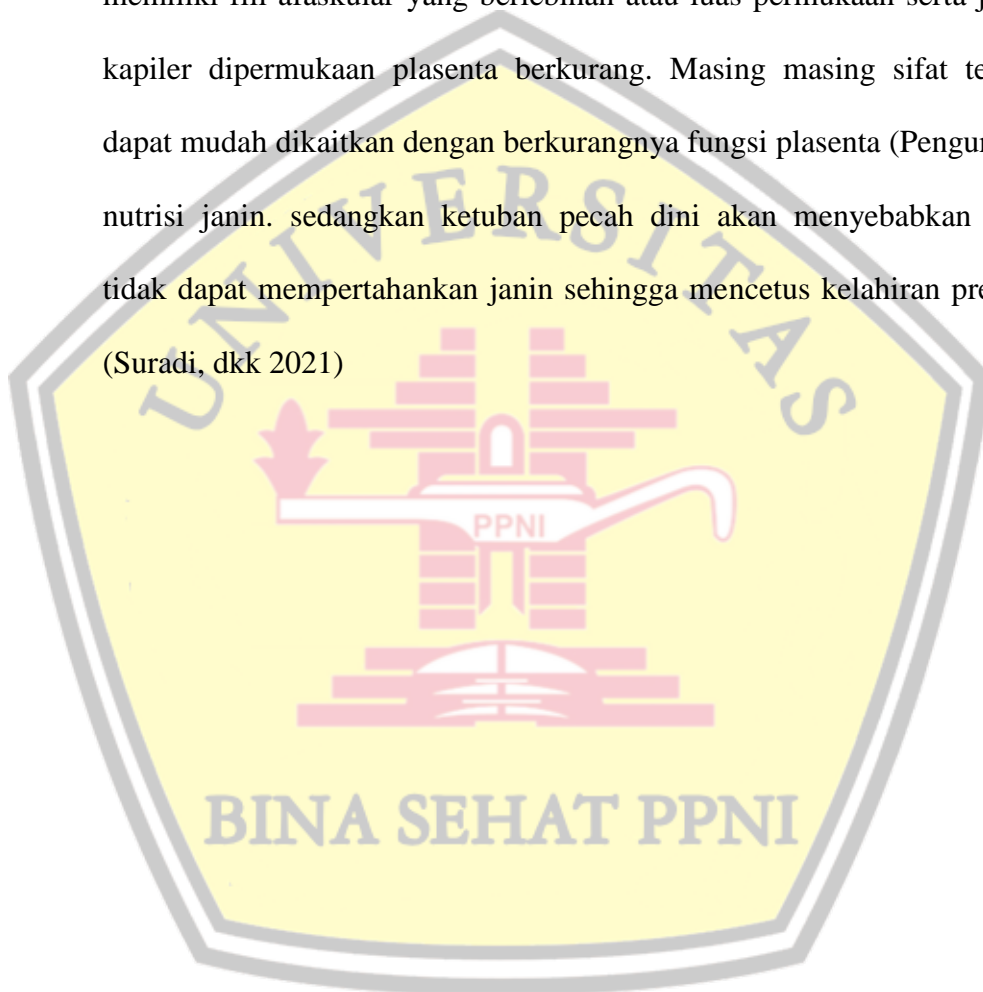 kapiler dipermukaan plasenta berkurang. Masing masing sifat te
dapat mudah dikaitkan dengan berkurangnya fungsi plasenta (Pengur
nutrisi janin. sedangkan ketuban pecah dini akan menyebabkan
tidak dapat mempertahankan janin sehingga mencetus kelahiran pre
(Suradi, dkk 2021)
UNIVERSITAS
PPNI
BINA SEHAT PPNI